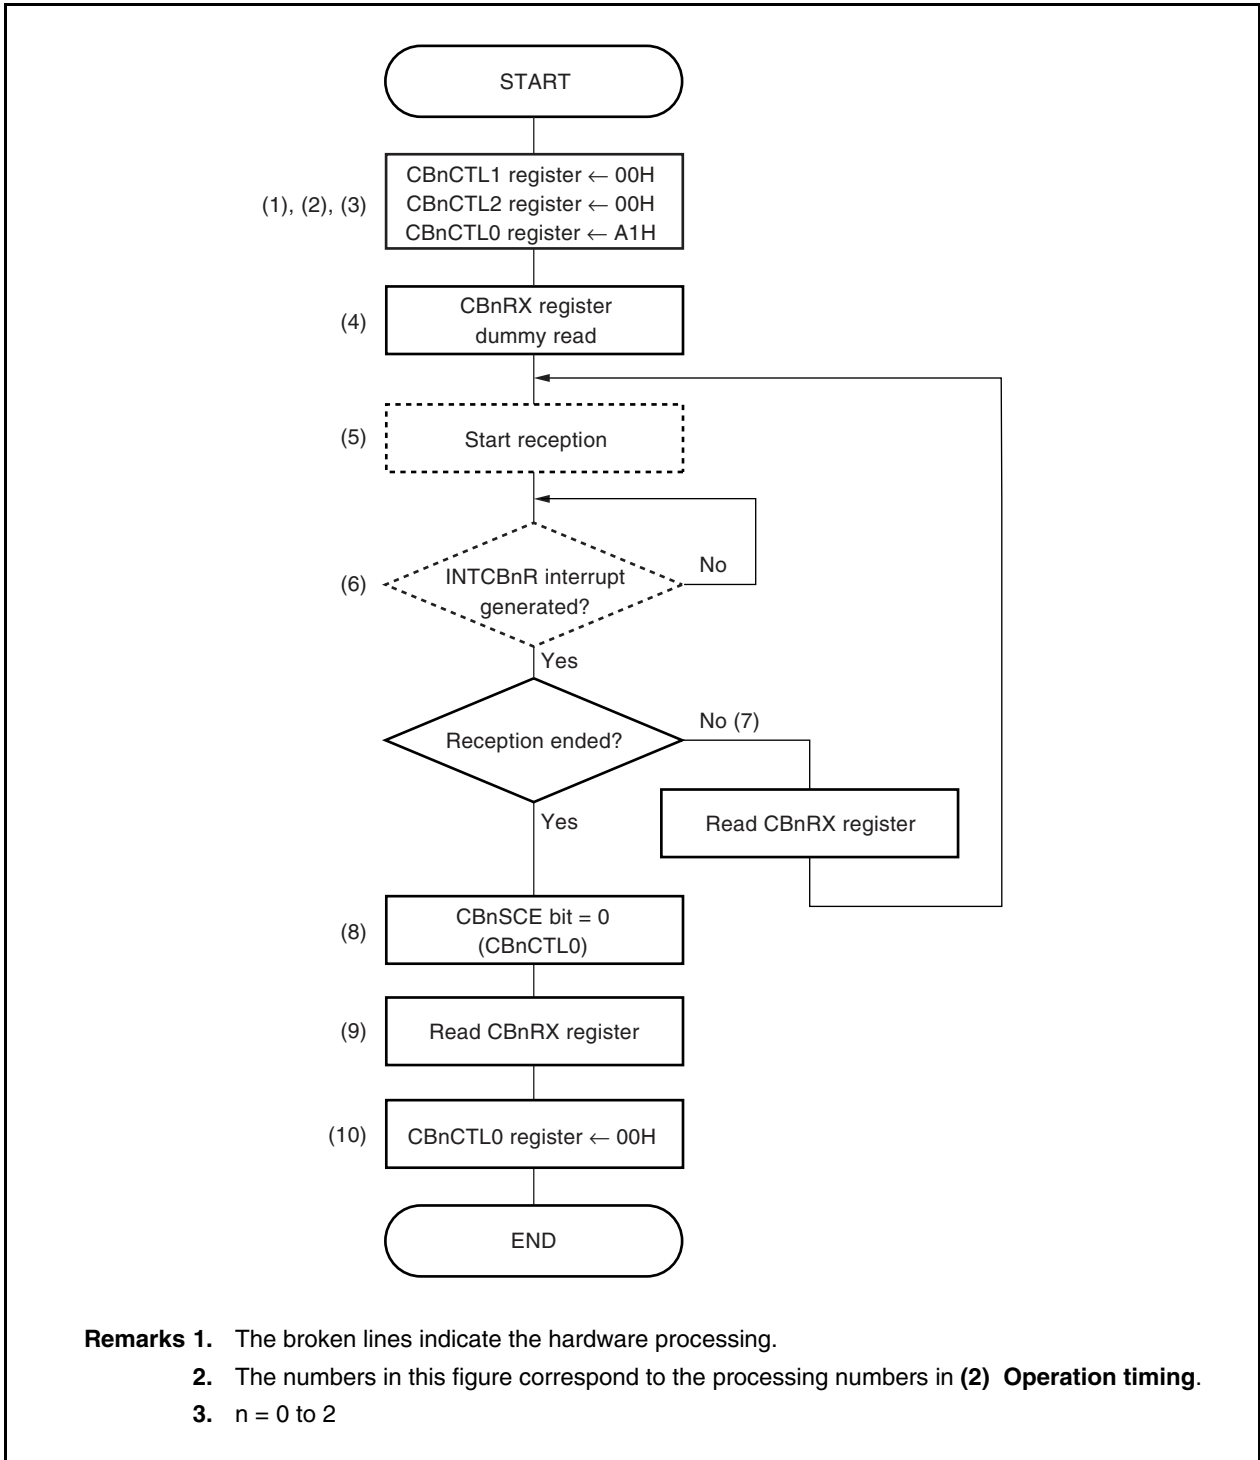 START
(1), (2), (3)
CBnCTL1 register ← 00H
CBnCTL2 register ← 00H
CBnCTL0 register ← A1H
(4)
CBnRX register
dummy read
(5)
Start reception
(6)
INTCBnR interrupt
generated?
No
Yes
Reception ended?
No (7)
Read CBnRX register
Yes
(8)
CBnSCE bit = 0
(CBnCTL0)
(9)
Read CBnRX register
(10)
CBnCTL0 register ← 00H
END
Remarks 1. The broken lines indicate the hardware processing.
2. The numbers in this figure correspond to the processing numbers in (2) Operation timing.
3. n = 0 to 2